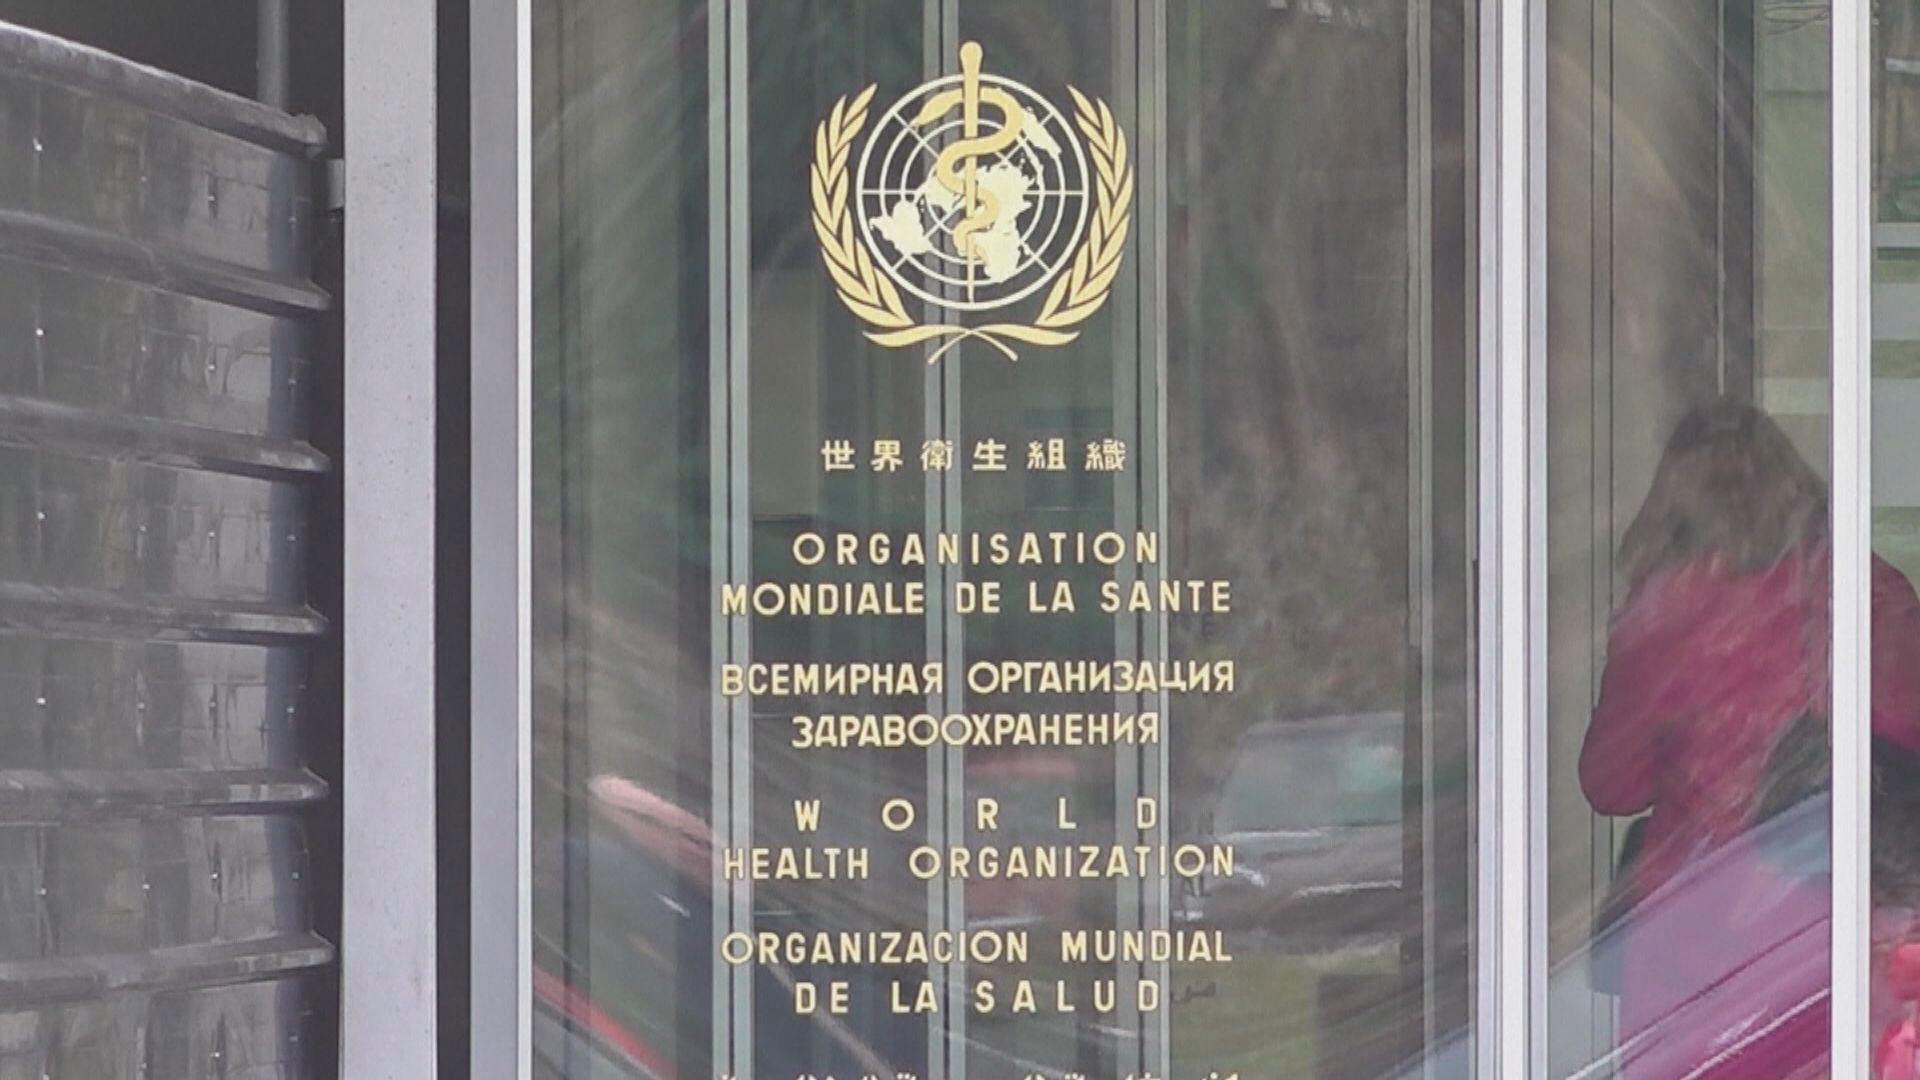 世界衛生組織
ORGANISATION
MONDIALE DE LA SANTE
ВСЕМИРНАЯ ОРГАНИЗАЦИЯ
ЗДРАВООХРАНЕНИЯ
WORLD
HEALTH ORGANIZATION
ORGANIZACION MUNDIAL
DE LA SALUD